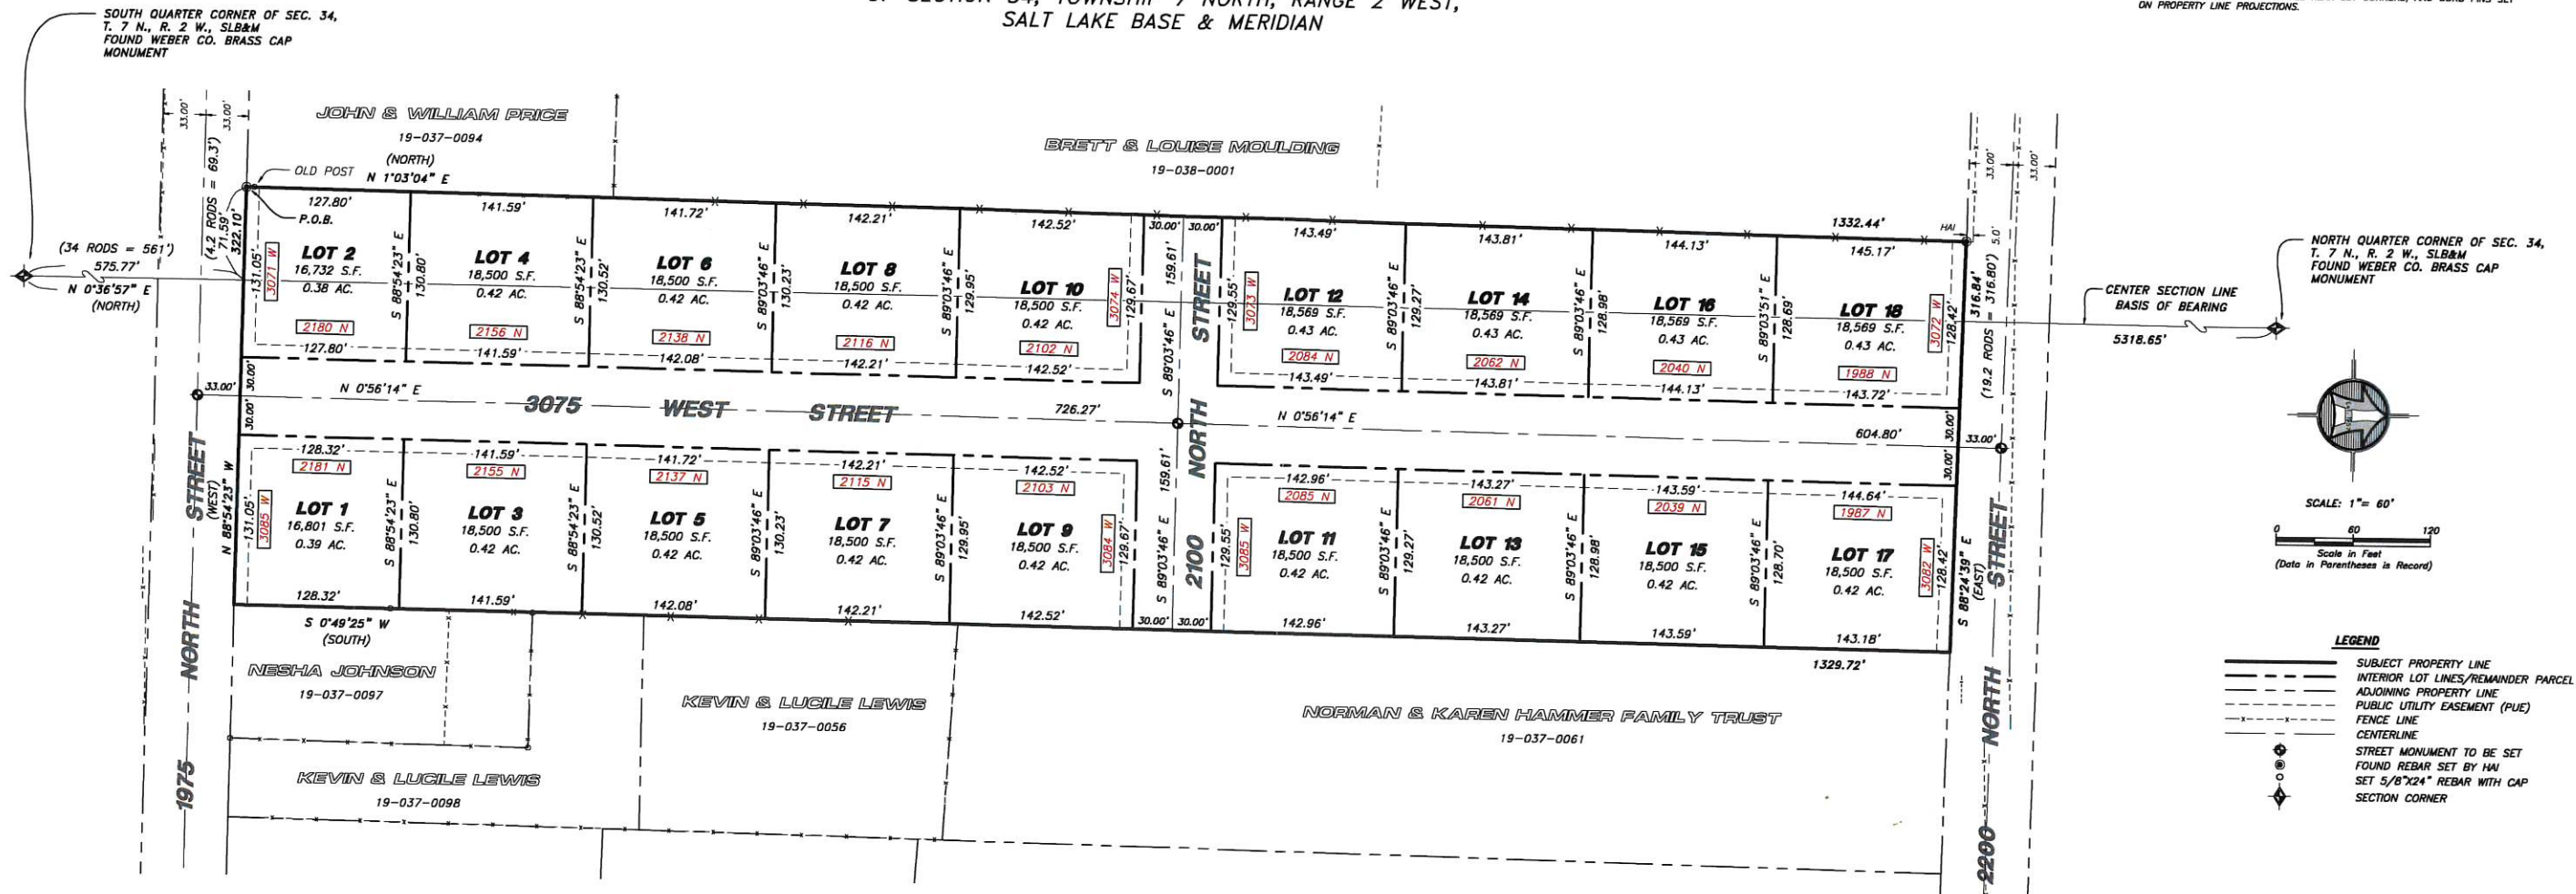 SOUTH QUARTER CORNER OF SEC. 34,
T. 7 N., R. 2 W., SLB&M
FOUND WEBER CO. BRASS CAP
MONUMENT
OF SECTION 34, TOWNSHIP 7 NORTH, RANGE 2 WEST,
SALT LAKE BASE & MERIDIAN
ON PROPERTY LINE PROJECTIONS.
33.00'
33.00'
JOHN & WILLIAM PRICE
19-037-0094
(NORTH)
OLD POST N 1°03'04" E
P.O.B.
BRETT & LOUISE MOULDING
19-038-0001
33.00'
33.00'
(4.2 RODS = 69.3')
71.59'
322.10'
(34 RODS = 561')
575.77'
N 0°36'57" E
(NORTH)
127.80'
131.05'
3071 W
LOT 2
16,732 S.F.
0.38 AC.
2180 N
127.80'
S 88°54'23" E
130.80'
141.59'
LOT 4
18,500 S.F.
0.42 AC.
2156 N
141.59'
S 88°54'23" E
130.52'
141.72'
LOT 6
18,500 S.F.
0.42 AC.
2138 N
142.08'
S 89°03'46" E
130.23'
142.21'
LOT 8
18,500 S.F.
0.42 AC.
2116 N
142.21'
S 89°03'46" E
129.95'
142.52'
LOT 10
18,500 S.F.
0.42 AC.
2102 N
142.52'
3074 W
129.67'
30.00' 30.00'
S 89°03'46" E 159.61'
129.55'
3073 W
143.49'
LOT 12
18,569 S.F.
0.43 AC.
2084 N
143.49'
S 89°03'46" E
129.27'
143.81'
LOT 14
18,569 S.F.
0.43 AC.
2062 N
143.81'
S 89°03'46" E
128.98'
144.13'
LOT 16
18,569 S.F.
0.43 AC.
2040 N
144.13'
S 89°03'51" E
128.69'
1332.44'
145.17'
LOT 18
18,569 S.F.
0.43 AC.
1988 N
143.72'
3072 W
128.42'
HAI
5.0'
316.84'
(19.2 RODS = 316.80')
CENTER SECTION LINE
BASIS OF BEARING
5318.65'
NORTH QUARTER CORNER OF SEC. 34,
T. 7 N., R. 2 W., SLB&M
FOUND WEBER CO. BRASS CAP
MONUMENT
33.00'
30.00'
30.00'
N 0°56'14" E
3075 WEST STREET
726.27'
2100 NORTH STREET
N 0°56'14" E
604.80'
30.00'
30.00'
33.00'
1975 NORTH STREET
(WEST)
N 88°54'23" W
131.05'
3085 W
128.32'
2181 N
LOT 1
16,801 S.F.
0.39 AC.
128.32'
S 88°54'23" E
130.80'
141.59'
2155 N
LOT 3
18,500 S.F.
0.42 AC.
141.59'
S 88°54'23" E
130.52'
141.72'
2137 N
LOT 5
18,500 S.F.
0.42 AC.
142.08'
S 89°03'46" E
130.23'
142.21'
2115 N
LOT 7
18,500 S.F.
0.42 AC.
142.21'
S 89°03'46" E
129.95'
142.52'
2103 N
LOT 9
18,500 S.F.
0.42 AC.
142.52'
3084 W
129.67'
S 89°03'46" E 159.61'
30.00' 30.00'
129.55'
3085 W
142.96'
2085 N
LOT 11
18,500 S.F.
0.42 AC.
142.96'
S 89°03'46" E
129.27'
143.27'
2061 N
LOT 13
18,500 S.F.
0.42 AC.
143.27'
S 89°03'46" E
128.98'
143.59'
2039 N
LOT 15
18,500 S.F.
0.42 AC.
143.59'
S 89°03'46" E
128.70'
144.64'
1987 N
LOT 17
18,500 S.F.
0.42 AC.
143.18'
3082 W
128.42'
S 88°24'39" E
(EAST)
2200 NORTH STREET
1329.72'
S 0°49'25" W
(SOUTH)
NESHA JOHNSON
19-037-0097
KEVIN & LUCILE LEWIS
19-037-0056
KEVIN & LUCILE LEWIS
19-037-0098
NORMAN & KAREN HAMMER FAMILY TRUST
19-037-0061
SCALE: 1"= 60'
0 60 120
Scale in Feet
(Data in Parentheses is Record)
LEGEND
SUBJECT PROPERTY LINE
INTERIOR LOT LINES/REMAINDER PARCEL
ADJOINING PROPERTY LINE
PUBLIC UTILITY EASEMENT (PUE)
FENCE LINE
CENTERLINE
STREET MONUMENT TO BE SET
FOUND REBAR SET BY HAI
SET 5/8"X24" REBAR WITH CAP
SECTION CORNER